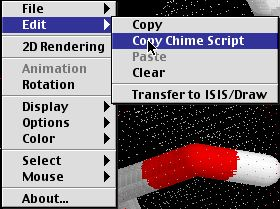 File
Edit
2D Rendering
Animation
Rotation
Display
Options
Color
Select
Mouse
About...
Copy
Copy Chime Script
Paste
Clear
Transfer to ISIS/Draw